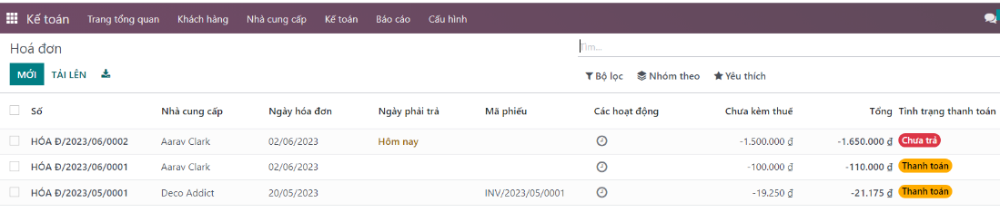 Kế toán Trang tổng quan Khách hàng Nhà cung cấp Kế toán Báo cáo Cấu hình
Hoá đơn
Tìm...
MỚI TẢI LÊN
Bộ lọc Nhóm theo Yêu thích
Số Nhà cung cấp Ngày hóa đơn Ngày phải trả Mã phiếu Các hoạt động Chưa kèm thuế Tổng Tình trạng thanh toán
HÓA Đ/2023/06/0002 Aarav Clark 02/06/2023 Hôm nay -1.500.000 ₫ -1.650.000 ₫ Chưa trả
HÓA Đ/2023/06/0001 Aarav Clark 02/06/2023 -100.000 ₫ -110.000 ₫ Thanh toán
HÓA Đ/2023/05/0001 Deco Addict 20/05/2023 INV/2023/05/0001 -19.250 ₫ -21.175 ₫ Thanh toán